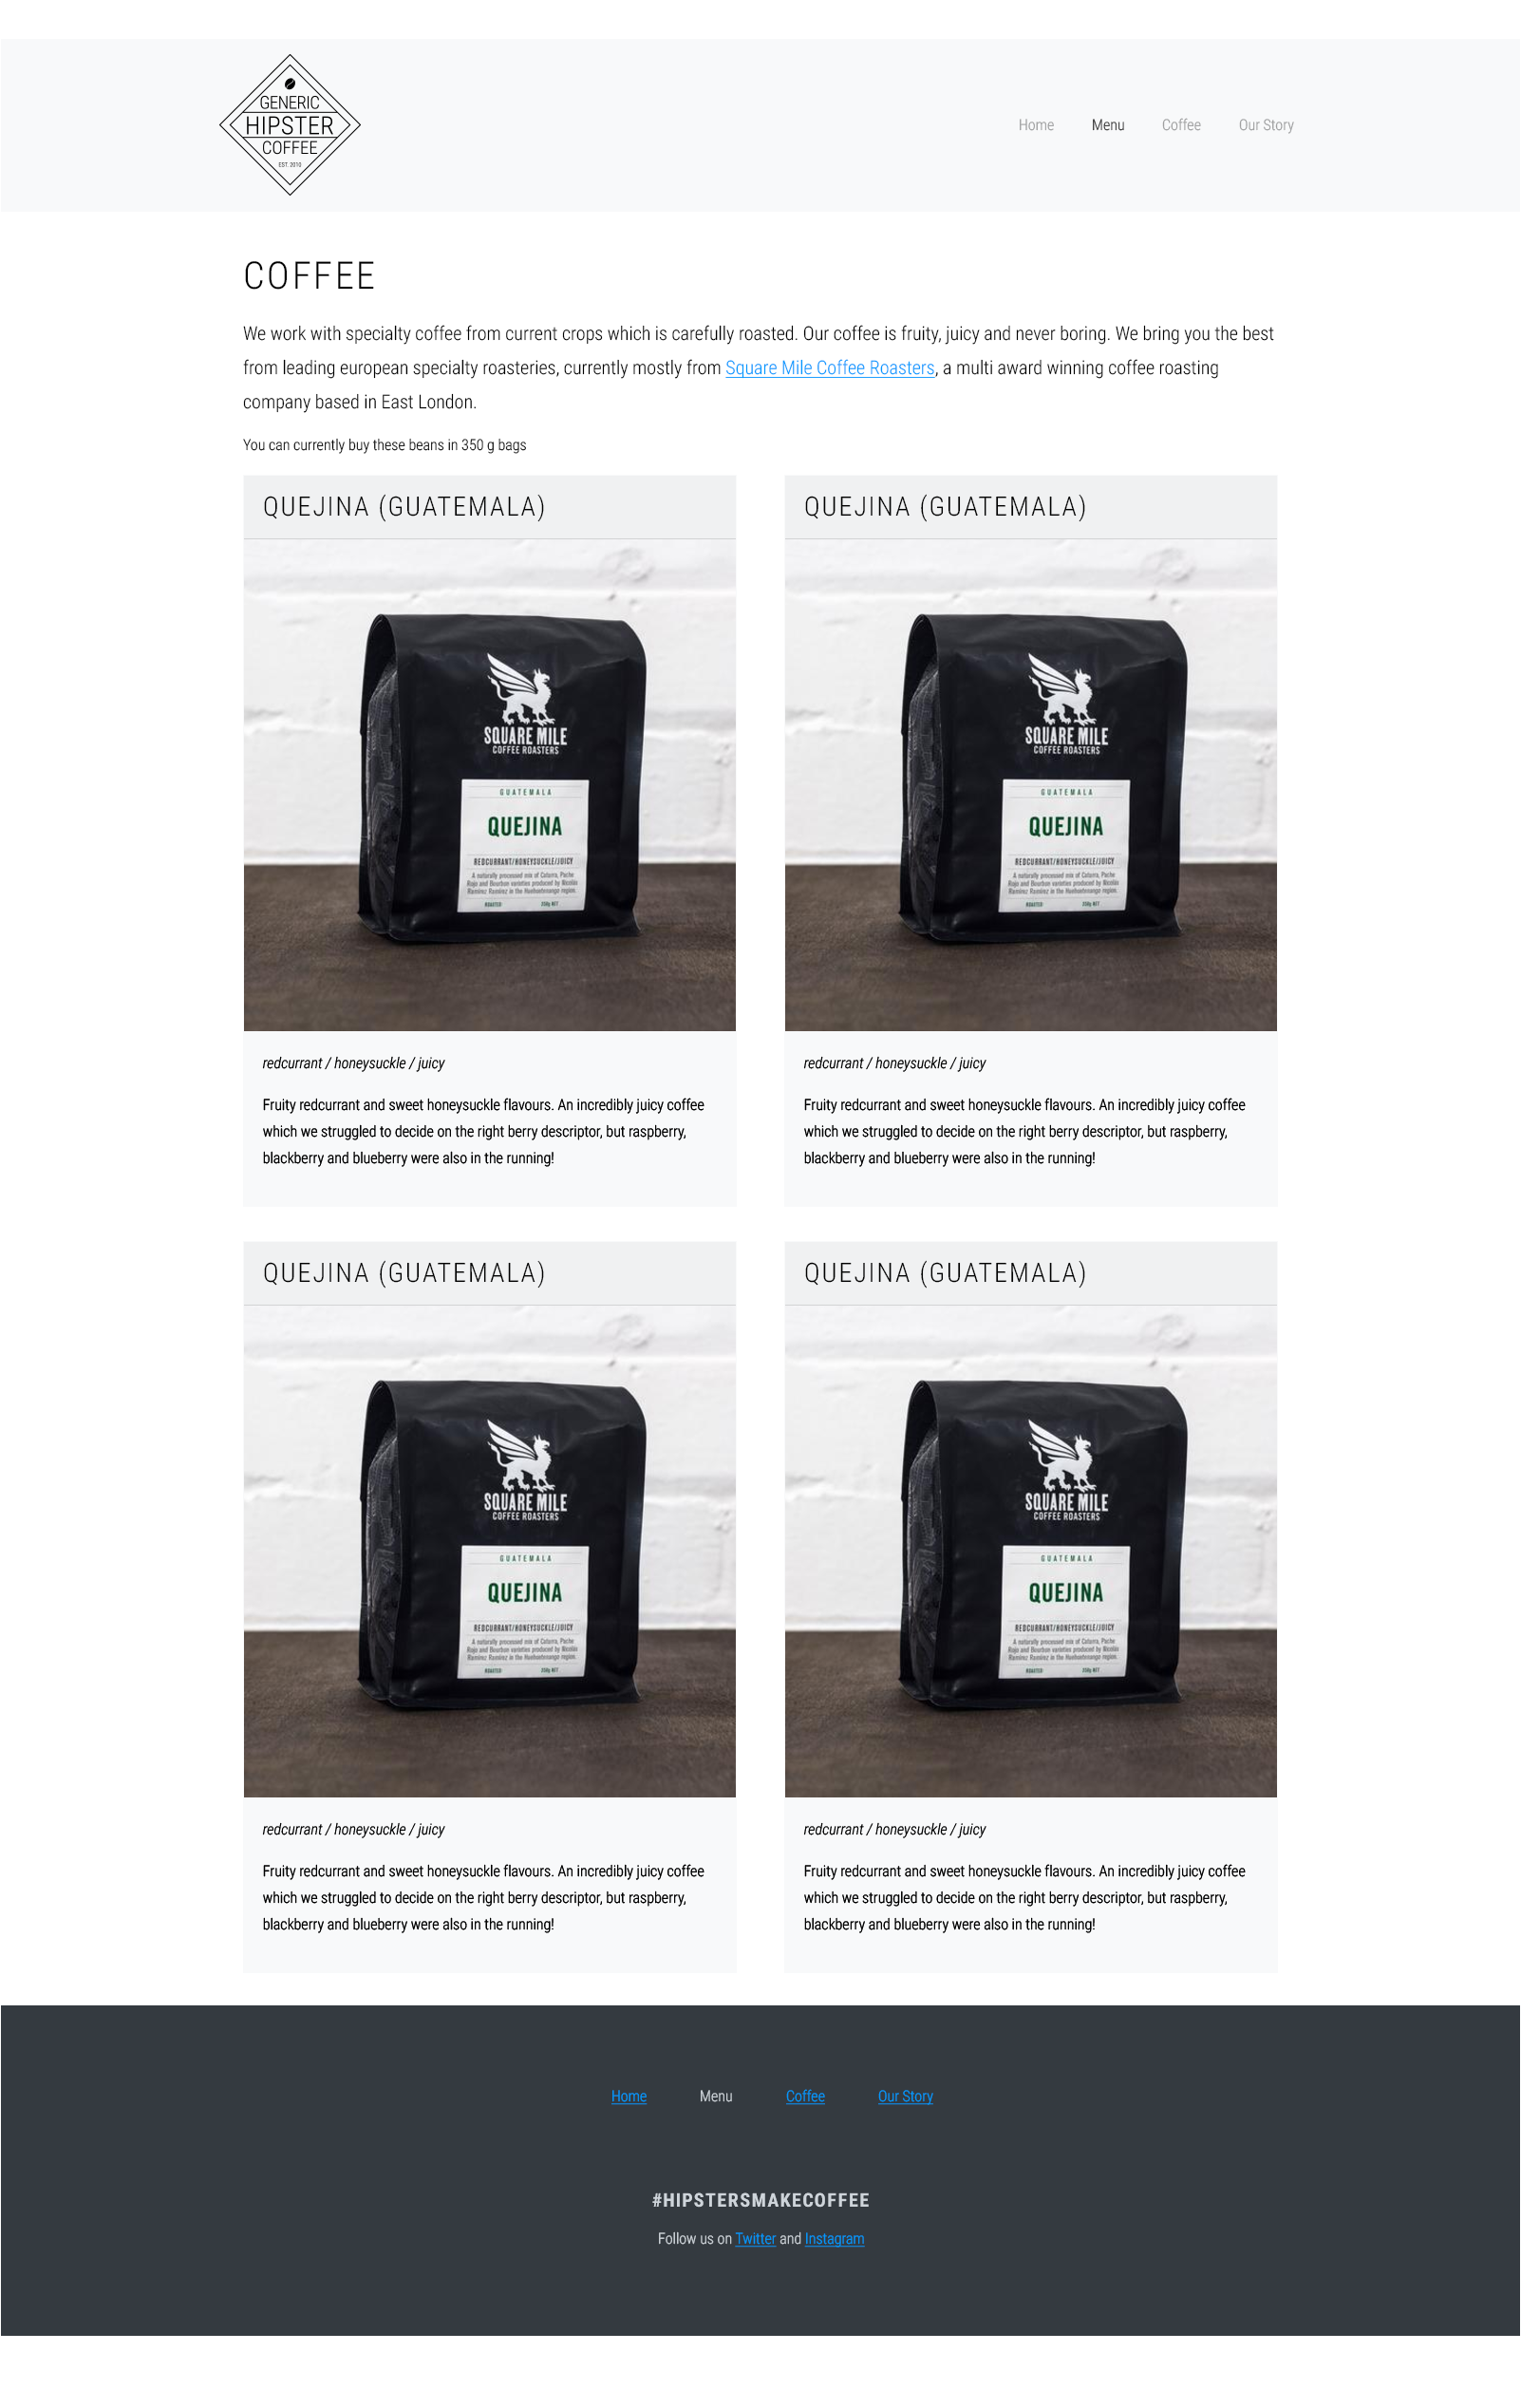 GENERIC
HIPSTER
COFFEE
EST. 2010
Home Menu Coffee Our Story
COFFEE
We work with specialty coffee from current crops which is carefully roasted. Our coffee is fruity, juicy and never boring. We bring you the best
from leading european specialty roasteries, currently mostly from Square Mile Coffee Roasters, a multi award winning coffee roasting
company based in East London.
You can currently buy these beans in 350 g bags
QUEJINA (GUATEMALA)
SQUARE MILE
COFFEE ROASTERS
GUATEMALA
QUEJINA
REDCURRANT/HONEYSUCKLE/JUICY
A naturally processed mix of Caturra, Pache
Rojo and Bourbon varieties produced by Nicolás
Ramirez Ramirez in the Huehuetenango region.
ROASTED 350g NET
redcurrant / honeysuckle / juicy
Fruity redcurrant and sweet honeysuckle flavours. An incredibly juicy coffee
which we struggled to decide on the right berry descriptor, but raspberry,
blackberry and blueberry were also in the running!
QUEJINA (GUATEMALA)
SQUARE MILE
COFFEE ROASTERS
GUATEMALA
QUEJINA
REDCURRANT/HONEYSUCKLE/JUICY
A naturally processed mix of Caturra, Pache
Rojo and Bourbon varieties produced by Nicolás
Ramirez Ramirez in the Huehuetenango region.
ROASTED 350g NET
redcurrant / honeysuckle / juicy
Fruity redcurrant and sweet honeysuckle flavours. An incredibly juicy coffee
which we struggled to decide on the right berry descriptor, but raspberry,
blackberry and blueberry were also in the running!
QUEJINA (GUATEMALA)
SQUARE MILE
COFFEE ROASTERS
GUATEMALA
QUEJINA
REDCURRANT/HONEYSUCKLE/JUICY
A naturally processed mix of Caturra, Pache
Rojo and Bourbon varieties produced by Nicolás
Ramirez Ramirez in the Huehuetenango region.
ROASTED 350g NET
redcurrant / honeysuckle / juicy
Fruity redcurrant and sweet honeysuckle flavours. An incredibly juicy coffee
which we struggled to decide on the right berry descriptor, but raspberry,
blackberry and blueberry were also in the running!
QUEJINA (GUATEMALA)
SQUARE MILE
COFFEE ROASTERS
GUATEMALA
QUEJINA
REDCURRANT/HONEYSUCKLE/JUICY
A naturally processed mix of Caturra, Pache
Rojo and Bourbon varieties produced by Nicolás
Ramirez Ramirez in the Huehuetenango region.
ROASTED 350g NET
redcurrant / honeysuckle / juicy
Fruity redcurrant and sweet honeysuckle flavours. An incredibly juicy coffee
which we struggled to decide on the right berry descriptor, but raspberry,
blackberry and blueberry were also in the running!
Home Menu Coffee Our Story
#HIPSTERSMAKECOFFEE
Follow us on Twitter and Instagram